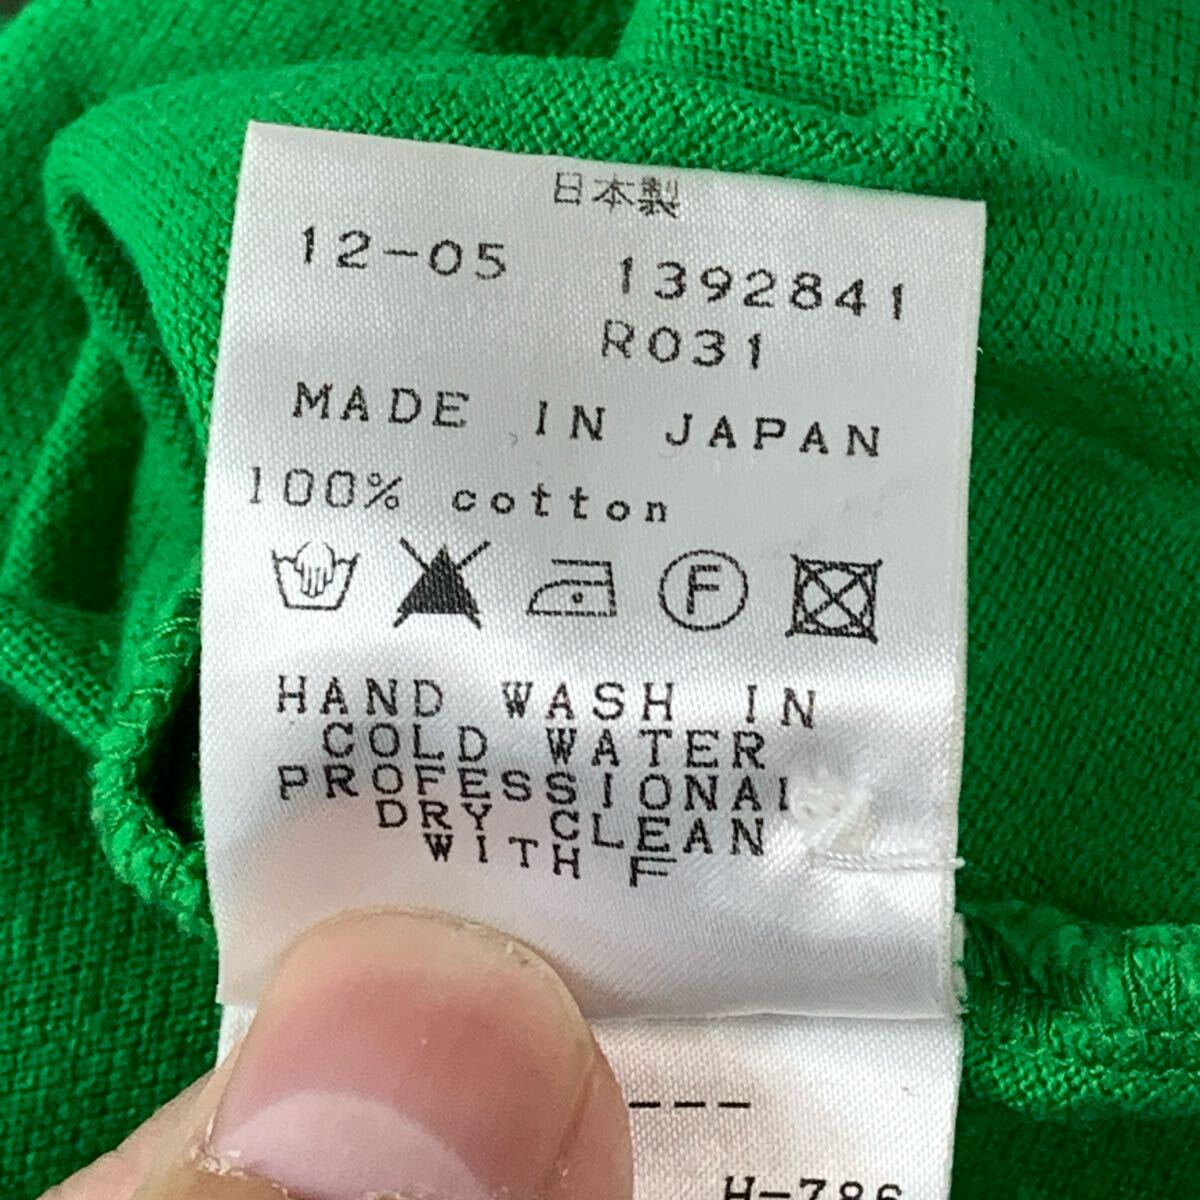 日本製
12-05 1392841
R031
MADE IN JAPAN
100% cotton
F
HAND WASH IN
COLD WATER
PROFESSIONAL
DRY CLEAN
WITH F
---
H-786